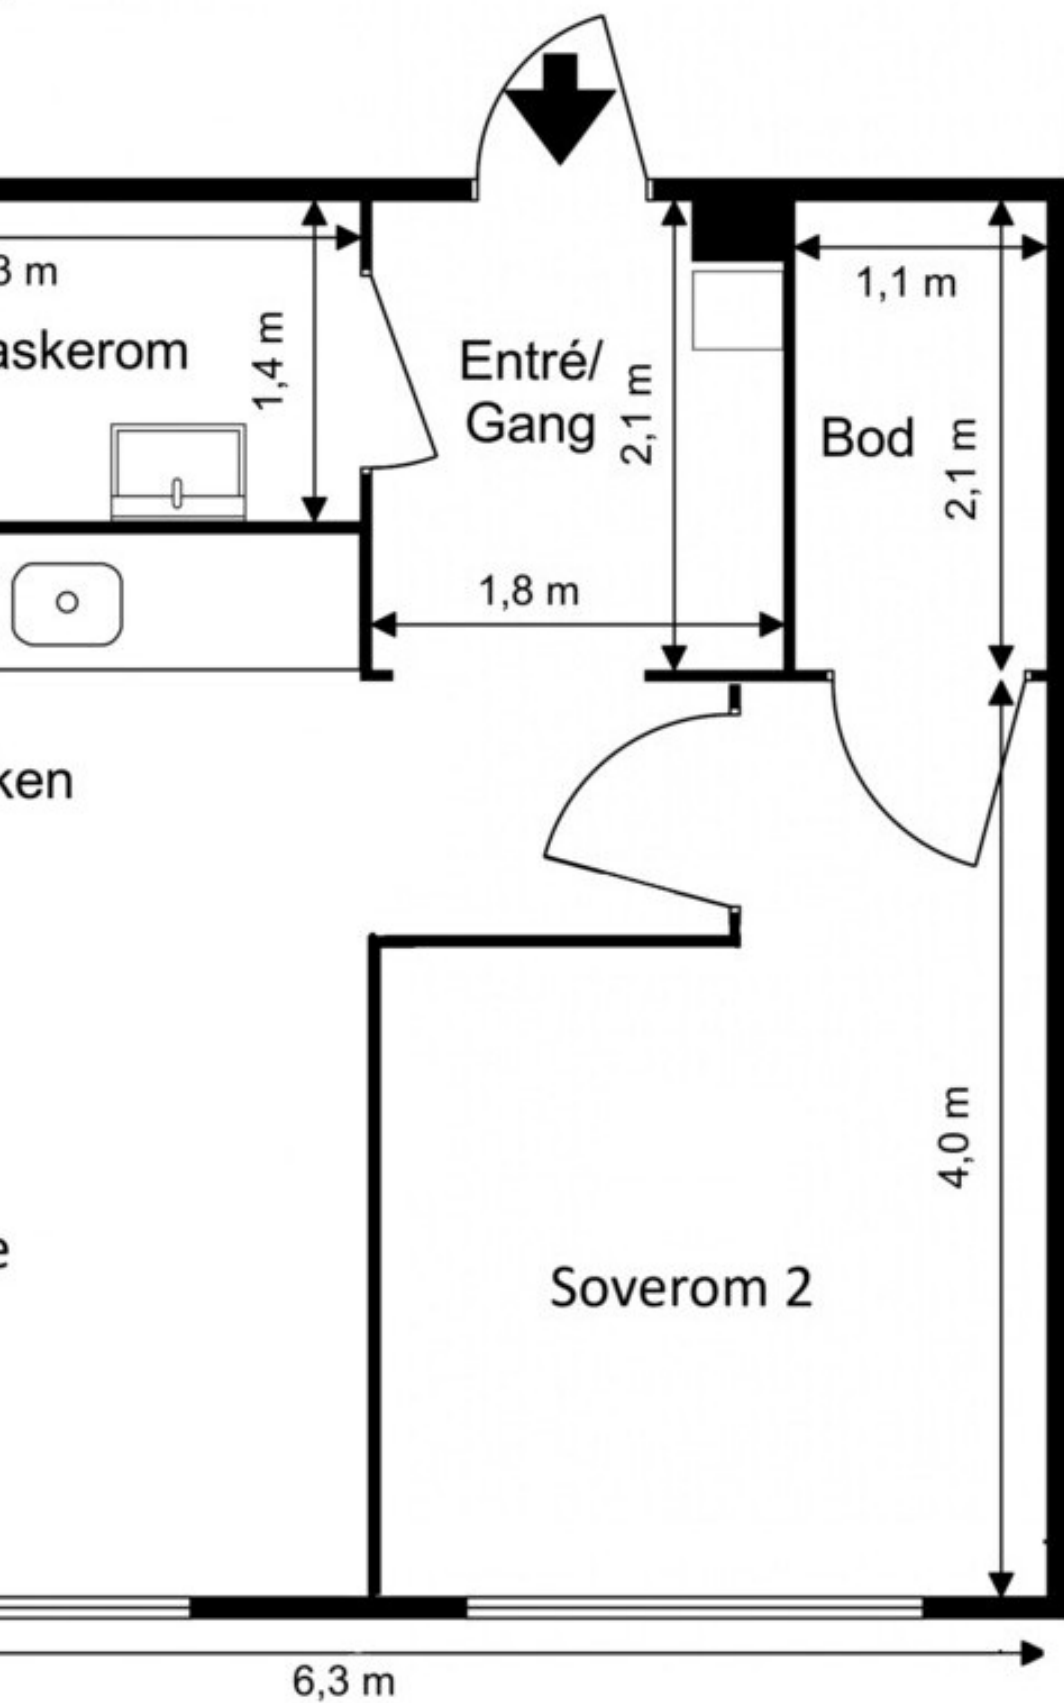 3 m
1,1 m
askerom
1,4 m
Entré/
Gang
2,1 m
Bod
2,1 m
1,8 m
ken
4,0 m
e
Soverom 2
6,3 m